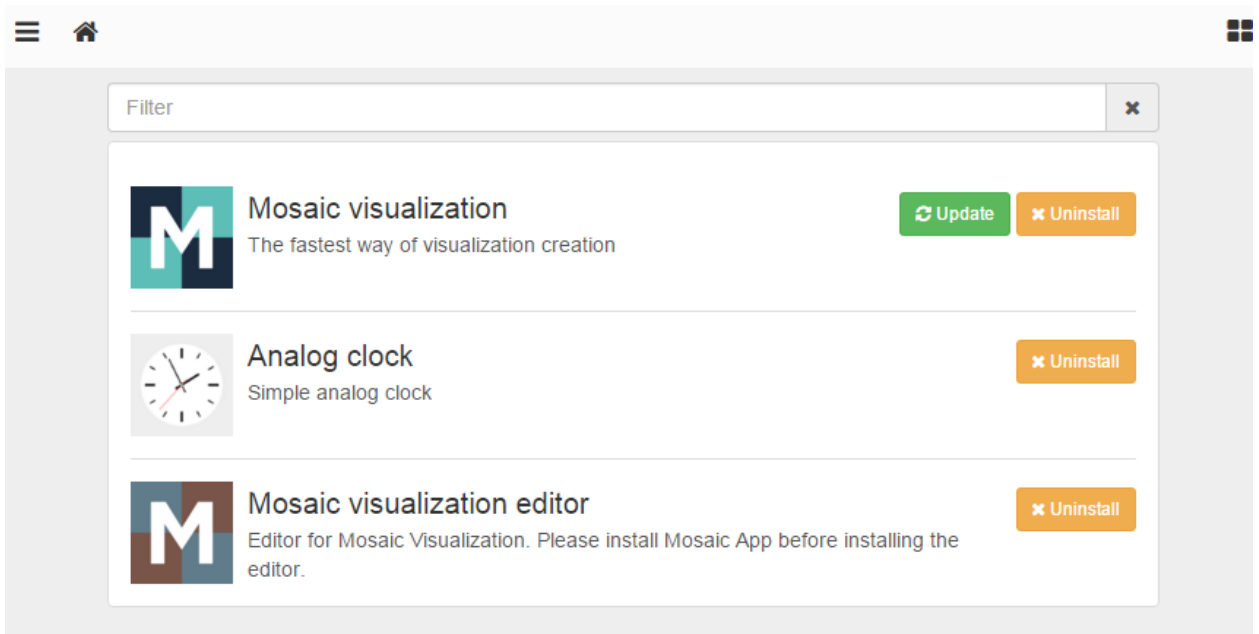 Filter
M
Mosaic visualization
The fastest way of visualization creation
Update
Uninstall
Analog clock
Simple analog clock
Uninstall
M
Mosaic visualization editor
Editor for Mosaic Visualization. Please install Mosaic App before installing the
editor.
Uninstall